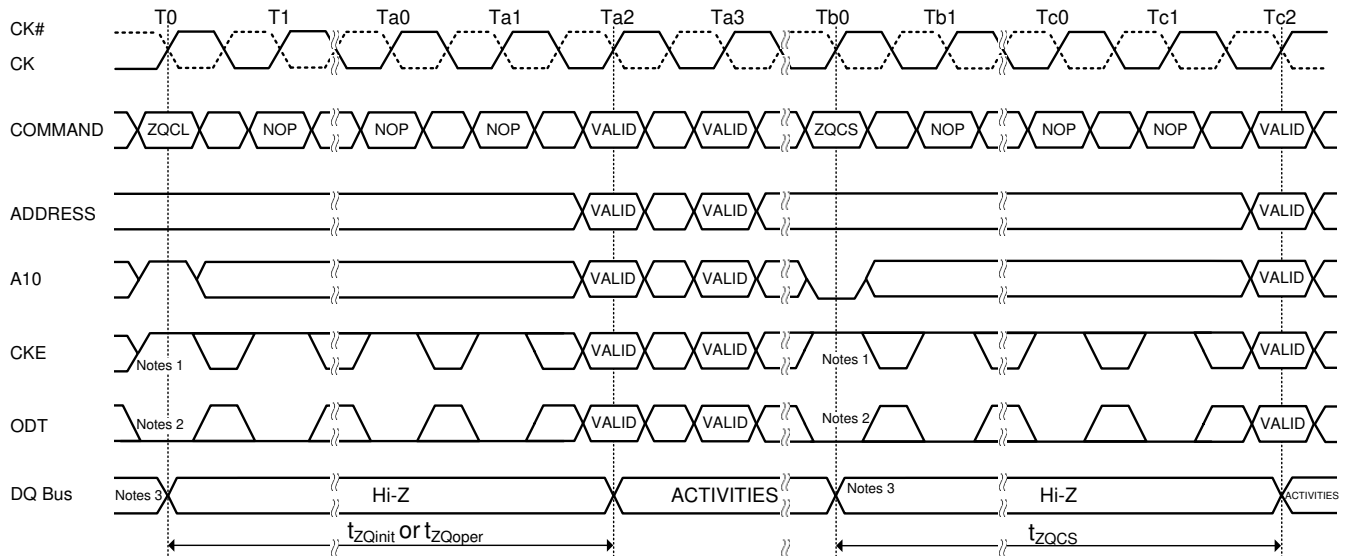 T0 T1 Ta0 Ta1 Ta2 Ta3 Tb0 Tb1 Tc0 Tc1 Tc2
CK#
CK
COMMAND ZQCL NOP NOP NOP VALID VALID ZQCS NOP NOP NOP VALID
ADDRESS VALID VALID VALID
A10 VALID VALID VALID
CKE Notes 1 VALID VALID Notes 1 VALID
ODT Notes 2 VALID VALID Notes 2 VALID
DQ Bus Notes 3 Hi-Z ACTIVITIES Notes 3 Hi-Z ACTIVITIES
tZQinit or tZQoper tZQCS